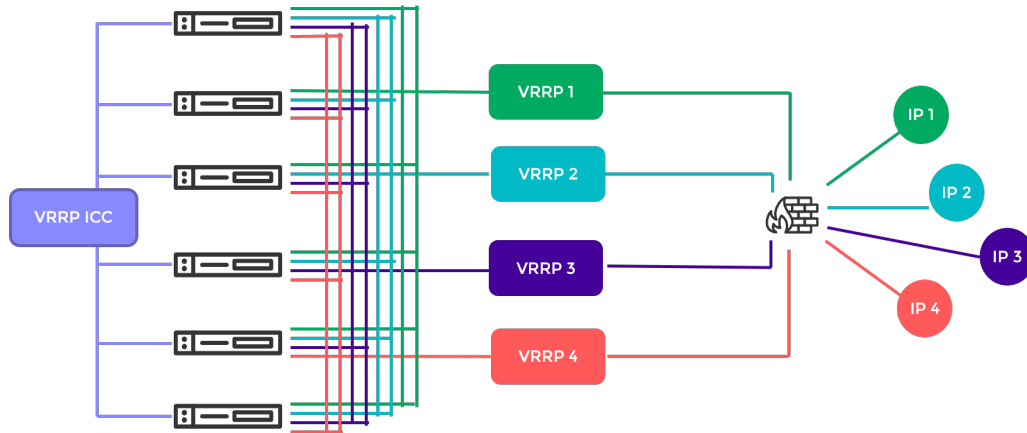 VRRP ICC
VRRP 1
VRRP 2
VRRP 3
VRRP 4
IP 1
IP 2
IP 3
IP 4